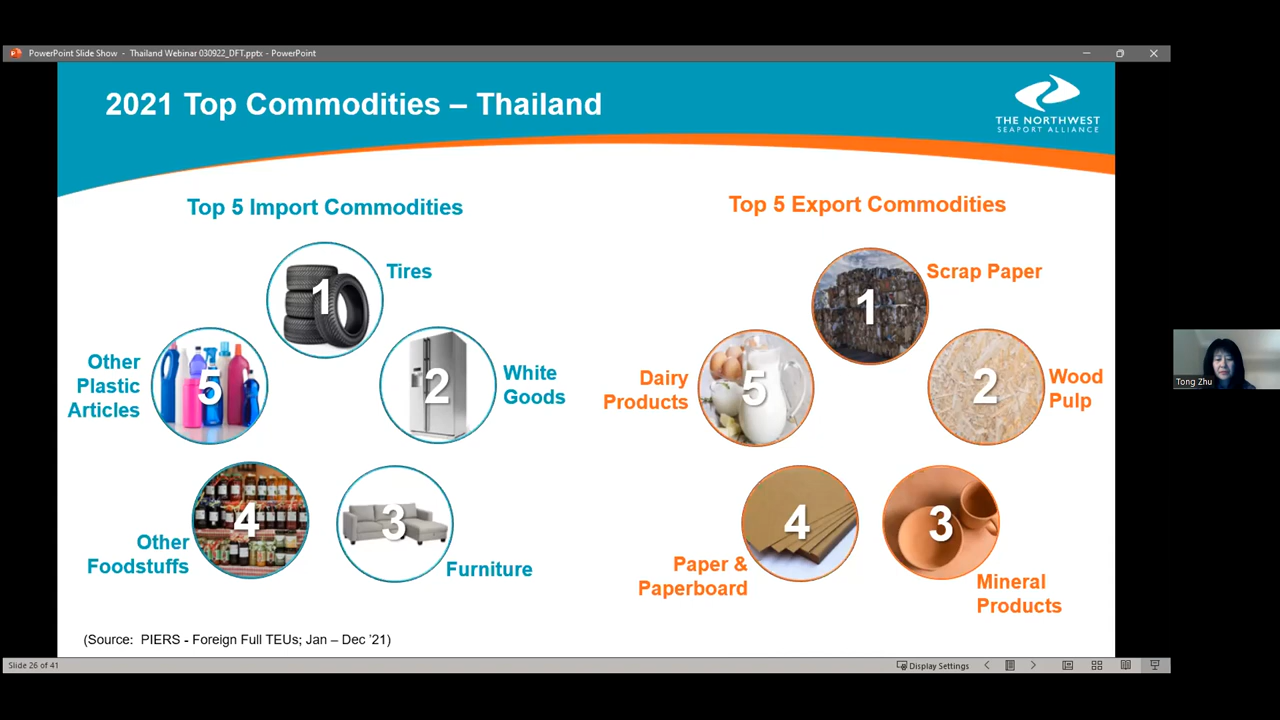 PowerPoint Slide Show - Thailand Webinar 030922_DFT.pptx - PowerPoint
2021 Top Commodities – Thailand
THE NORTHWEST
SEAPORT ALLIANCE
Top 5 Import Commodities
1
Tires
2
White
Goods
3
Furniture
4
Other
Foodstuffs
5
Other
Plastic
Articles
Top 5 Export Commodities
1
Scrap Paper
2
Wood
Pulp
3
Mineral
Products
4
Paper &
Paperboard
5
Dairy
Products
(Source: PIERS - Foreign Full TEUs; Jan – Dec ’21)
Slide 26 of 41
Display Settings
Tong Zhu